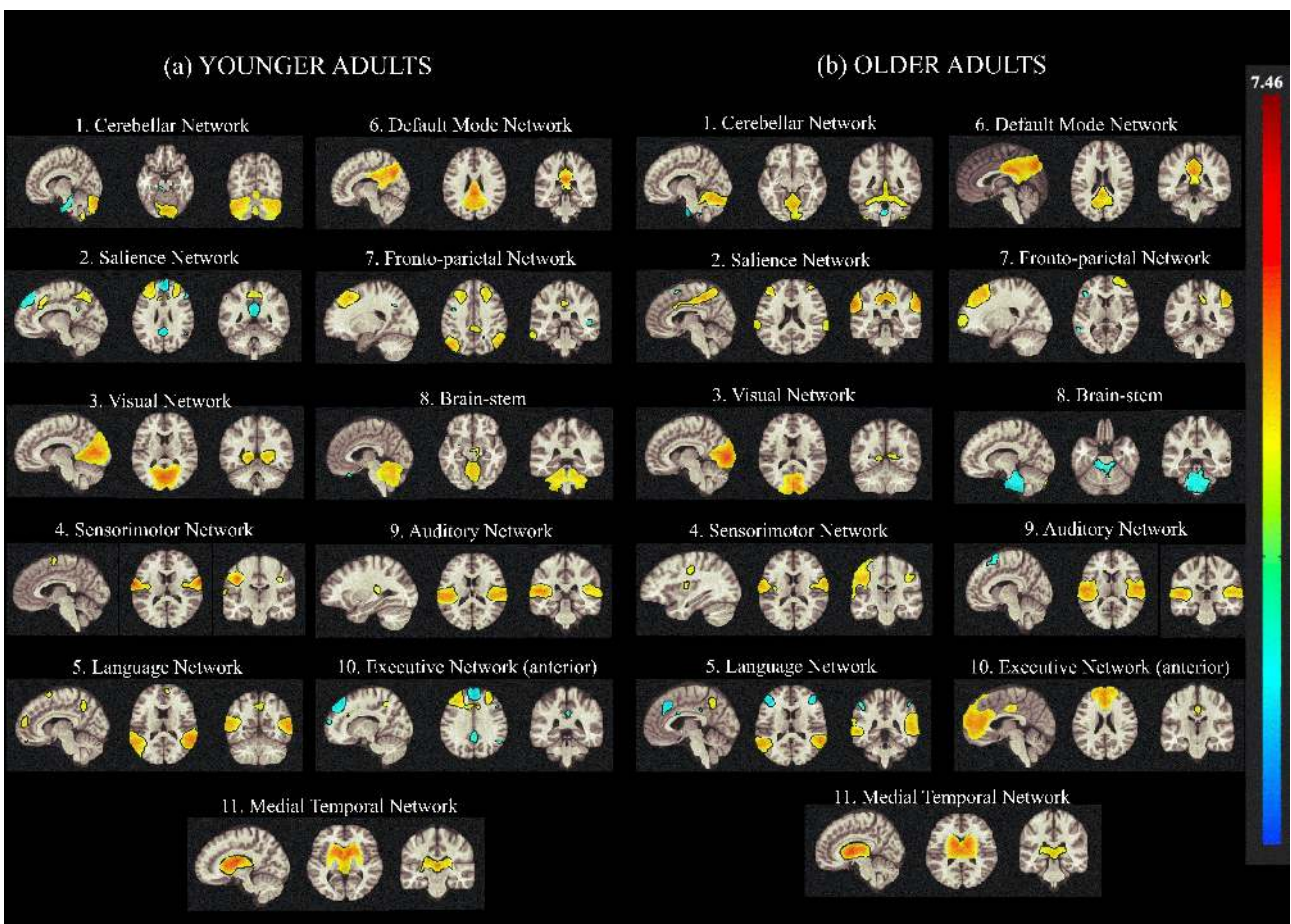 (a) YOUNGER ADULTS
1. Cerebellar Network
6. Default Mode Network
2. Salience Network
7. Fronto-parietal Network
3. Visual Network
8. Brain-stem
4. Sensorimotor Network
9. Auditory Network
5. Language Network
10. Executive Network (anterior)
11. Medial Temporal Network
(b) OLDER ADULTS
1. Cerebellar Network
6. Default Mode Network
2. Salience Network
7. Fronto-parietal Network
3. Visual Network
8. Brain-stem
4. Sensorimotor Network
9. Auditory Network
5. Language Network
10. Executive Network (anterior)
11. Medial Temporal Network
7.46